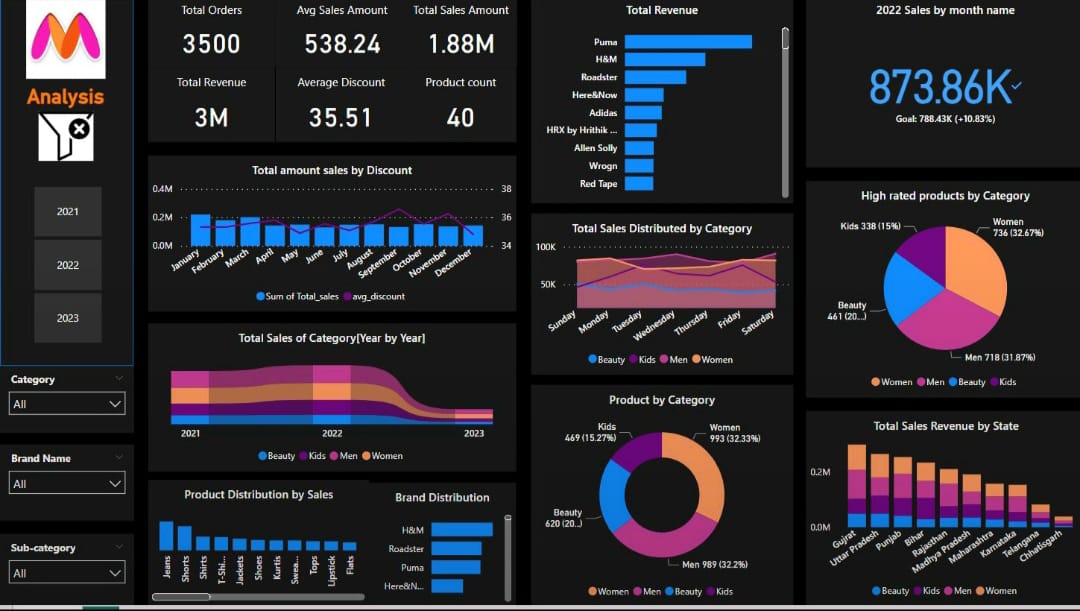 Analysis
2021
2022
2023
Category
All
Brand Name
All
Sub-category
All
Total Orders
3500
Avg Sales Amount
538.24
Total Sales Amount
1.88M
Total Revenue
3M
Average Discount
35.51
Product count
40
Total amount sales by Discount
0.4M
0.2M
0.0M
38
36
34
January
February
March
April
May
June
July
August
September
October
November
December
Sum of Total_sales
avg_discount
Total Sales of Category[Year by Year]
2021
2022
2023
Beauty
Kids
Men
Women
Product Distribution by Sales
Jeans
Shorts
Shirts
T-Shi...
Jackets
Shoes
Kurtis
Swea...
Tops
Lipstick
Flats
Brand Distribution
H&M
Roadster
Puma
Here&N...
Total Revenue
Puma
H&M
Roadster
Here&Now
Adidas
HRX by Hrithik ...
Allen Solly
Wrogn
Red Tape
Total Sales Distributed by Category
100K
50K
Sunday
Monday
Tuesday
Wednesday
Thursday
Friday
Saturday
Beauty
Kids
Men
Women
Product by Category
Kids
469 (15.27%)
Women
993 (32.33%)
Beauty
620 (20...)
Men 989 (32.2%)
Women
Men
Beauty
Kids
2022 Sales by month name
873.86K
Goal: 788.43K (+10.83%)
High rated products by Category
Kids 338 (15%)
Women
736 (32.67%)
Beauty
461 (20...)
Men 718 (31.87%)
Women
Men
Beauty
Kids
Total Sales Revenue by State
0.2M
0.0M
Gujrat
Uttar Pradesh
Punjab
Bihar
Rajasthan
Madhya Pradesh
Maharashtra
Karnataka
Telangana
Chhatisgarh
Beauty
Kids
Men
Women